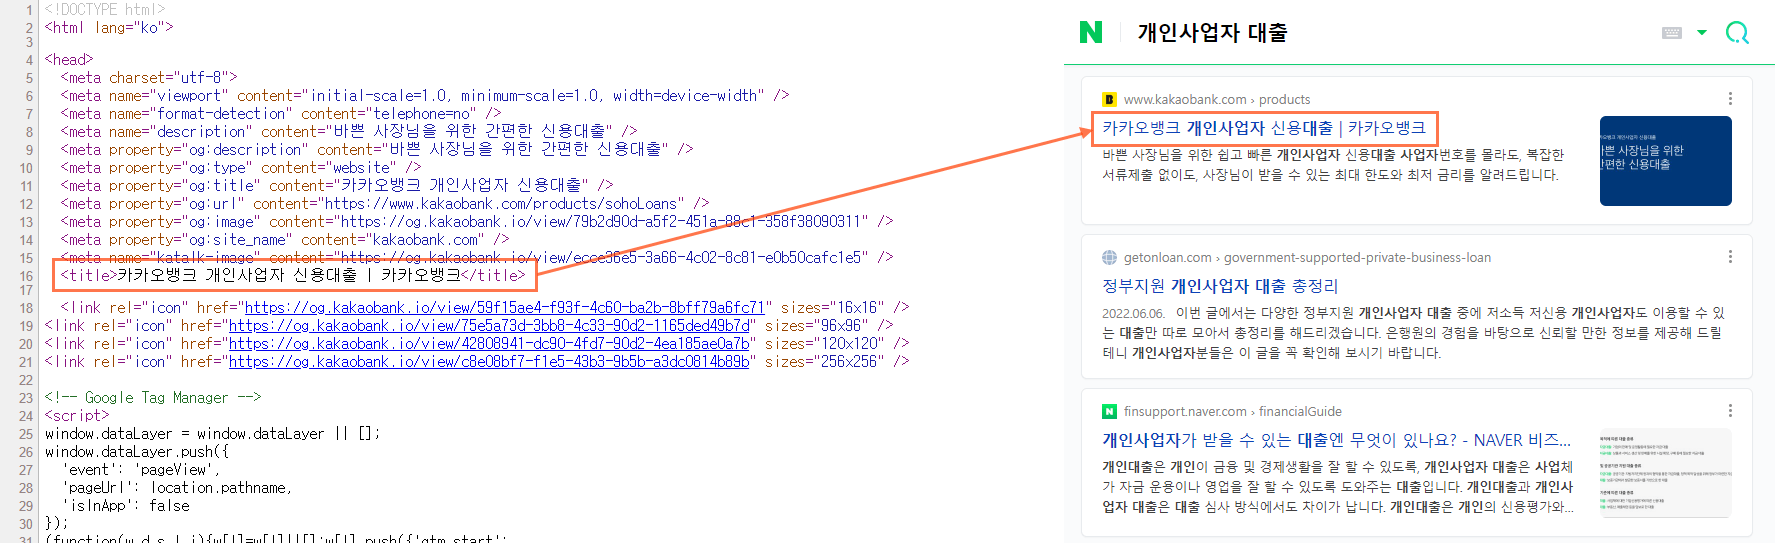 1 <!DOCTYPE html>
2 <html lang="ko">
3
4 <head>
5 <meta charset="utf-8">
6 <meta name="viewport" content="initial-scale=1.0, minimum-scale=1.0, width=device-width" />
7 <meta name="format-detection" content="telephone=no" />
8 <meta name="description" content="바쁜 사장님을 위한 간편한 신용대출" />
9 <meta property="og:description" content="바쁜 사장님을 위한 간편한 신용대출" />
10 <meta property="og:type" content="website" />
11 <meta property="og:title" content="카카오뱅크 개인사업자 신용대출" />
12 <meta property="og:url" content="https://www.kakaobank.com/products/sohoLoans" />
13 <meta property="og:image" content="https://og.kakaobank.io/view/79b2d90d-a5f2-451a-88c1-358f38090311" />
14 <meta property="og:site_name" content="kakaobank.com" />
15 <meta name="katalk-image" content="https://og.kakaobank.io/view/ecce36e5-3a66-4c02-8c81-e0b50cafc1e5" />
16 <title>카카오뱅크 개인사업자 신용대출 | 카카오뱅크</title>
17
18 <link rel="icon" href="https://og.kakaobank.io/view/59f15ae4-f93f-4c60-ba2b-8bff79a6fc71" sizes="16x16" />
19 <link rel="icon" href="https://og.kakaobank.io/view/75e5a73d-3bb8-4c33-90d2-1165ded49b7d" sizes="96x96" />
20 <link rel="icon" href="https://og.kakaobank.io/view/42808941-dc90-4fd7-90d2-4ea185ae0a7b" sizes="120x120" />
21 <link rel="icon" href="https://og.kakaobank.io/view/c8e08bf7-f1e5-43b3-9b5b-a3dc0814b89b" sizes="256x256" />
22
23 <!-- Google Tag Manager -->
24 <script>
25 window.dataLayer = window.dataLayer || [];
26 window.dataLayer.push({
27 'event': 'pageView',
28 'pageUrl': location.pathname,
29 'isInApp': false
30 });
31 (function(w,d,s,l,i){w[l]=w[l]||[];w[l].push({'gtm.start':
N 개인사업자 대출
B www.kakaobank.com › products
카카오뱅크 개인사업자 신용대출 | 카카오뱅크
바쁜 사장님을 위한 쉽고 빠른 개인사업자 신용대출 사업자번호를 몰라도, 복잡한
서류제출 없이도, 사장님이 받을 수 있는 최대 한도와 최저 금리를 알려드립니다.
카오뱅크 개인사업자 신용대출
바쁜 사장님을 위한
간편한 신용대출
getonloan.com › government-supported-private-business-loan
정부지원 개인사업자 대출 총정리
2022.06.06. 이번 글에서는 다양한 정부지원 개인사업자 대출 중에 저소득 저신용 개인사업자도 이용할 수 있
는 대출만 따로 모아서 총정리를 해드리겠습니다. 은행원의 경험을 바탕으로 신뢰할 만한 정보를 제공해 드릴
테니 개인사업자분들은 이 글을 꼭 확인해 보시기 바랍니다.
N finsupport.naver.com › financialGuide
개인사업자가 받을 수 있는 대출엔 무엇이 있나요? - NAVER 비즈...
개인대출은 개인이 금융 및 경제생활을 잘 할 수 있도록, 개인사업자 대출은 사업체
가 자금 운용이나 영업을 잘 할 수 있도록 도와주는 대출입니다. 개인대출과 개인사
업자 대출은 대출 심사 방식에서도 차이가 납니다. 개인대출은 개인의 신용평가와...